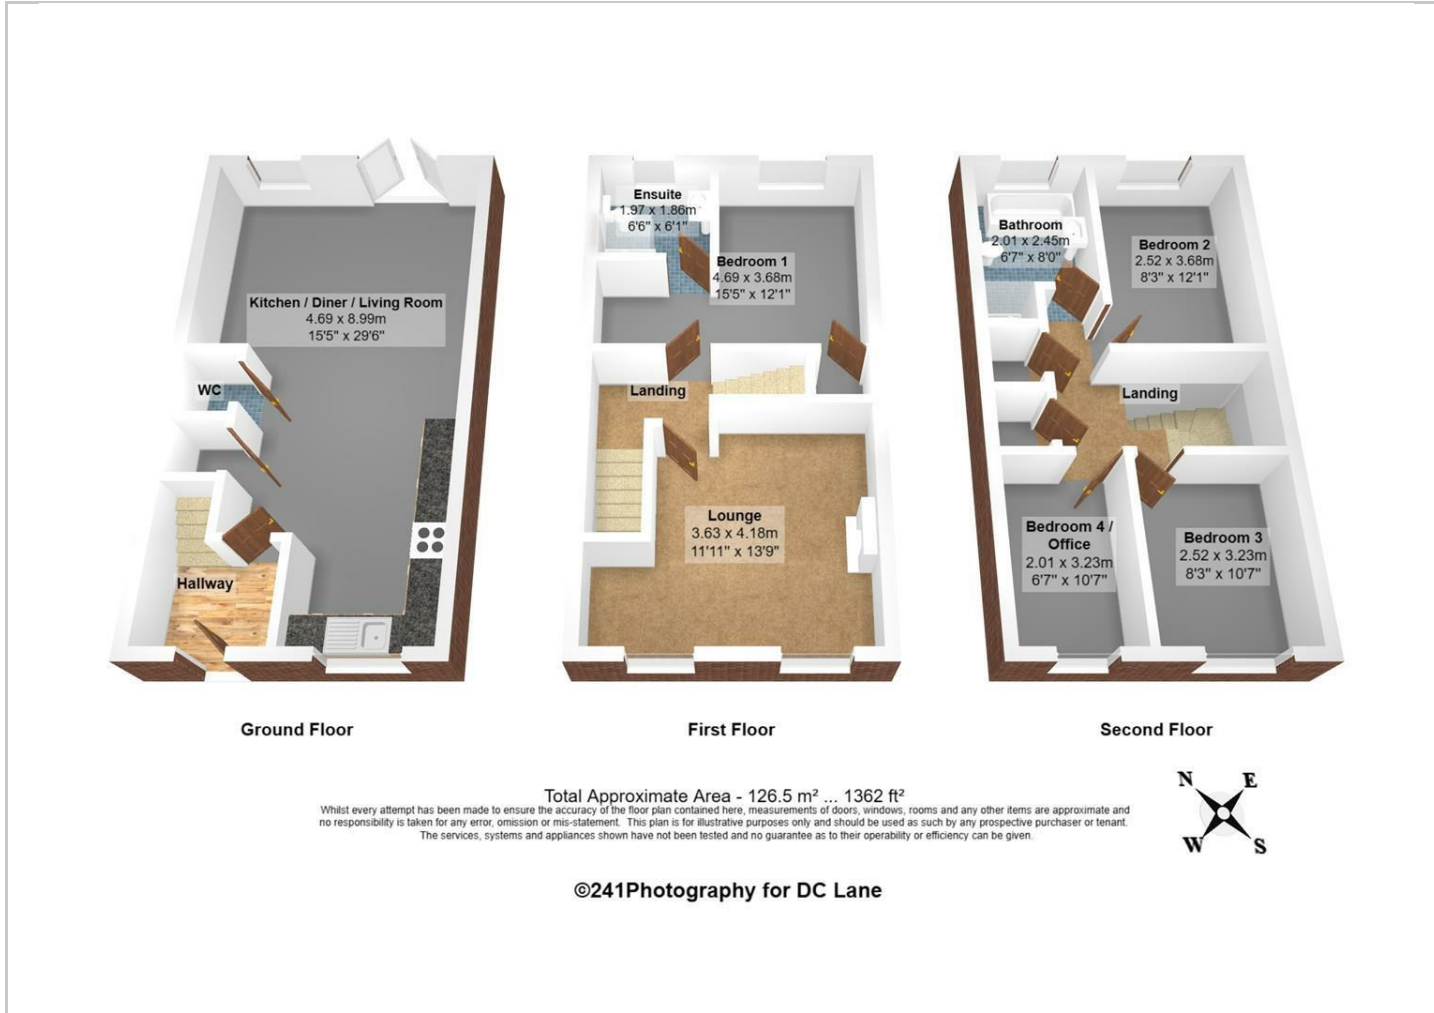 Kitchen / Diner / Living Room
4.69 x 8.99m
15'5" x 29'6"
WC
Hallway
Ground Floor
Ensuite
1.97 x 1.86m
6'6" x 6'1"
Bedroom 1
4.69 x 3.68m
15'5" x 12'1"
Landing
Lounge
3.63 x 4.18m
11'11" x 13'9"
First Floor
Bathroom
2.01 x 2.45m
6'7" x 8'0"
Bedroom 2
2.52 x 3.68m
8'3" x 12'1"
Landing
Bedroom 4 /
Office
2.01 x 3.23m
6'7" x 10'7"
Bedroom 3
2.52 x 3.23m
8'3" x 10'7"
Second Floor
Total Approximate Area - 126.5 m² ... 1362 ft²
Whilst every attempt has been made to ensure the accuracy of the floor plan contained here, measurements of doors, windows, rooms and any other items are approximate and
no responsibility is taken for any error, omission or mis-statement. This plan is for illustrative purposes only and should be used as such by any prospective purchaser or tenant.
The services, systems and appliances shown have not been tested and no guarantee as to their operability or efficiency can be given.
N E
W S
©241Photography for DC Lane